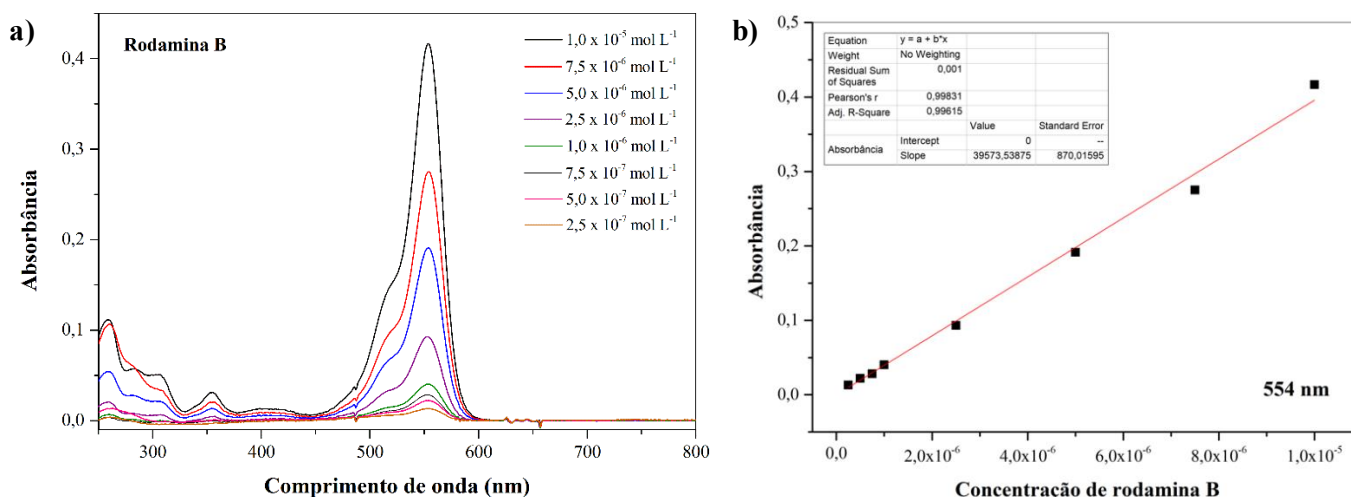 a)
Rodamina B
1,0 x 10⁻⁵ mol L⁻¹
7,5 x 10⁻⁶ mol L⁻¹
5,0 x 10⁻⁶ mol L⁻¹
2,5 x 10⁻⁶ mol L⁻¹
1,0 x 10⁻⁶ mol L⁻¹
7,5 x 10⁻⁷ mol L⁻¹
5,0 x 10⁻⁷ mol L⁻¹
2,5 x 10⁻⁷ mol L⁻¹
0,4
0,3
0,2
0,1
0,0
Absorbância
300 400 500 600 700 800
Comprimento de onda (nm)
b)
0,5
0,4
0,3
0,2
0,1
0,0
Absorbância
Equation y = a + b*x
Weight No Weighting
Residual Sum of Squares 0,001
Pearson's r 0,99831
Adj. R-Square 0,99615
Value Standard Error
Absorbância Intercept 0 --
Slope 39573,53875 870,01595
554 nm
0,0 2,0x10⁻⁶ 4,0x10⁻⁶ 6,0x10⁻⁶ 8,0x10⁻⁶ 1,0x10⁻⁵
Concentração de rodamina B